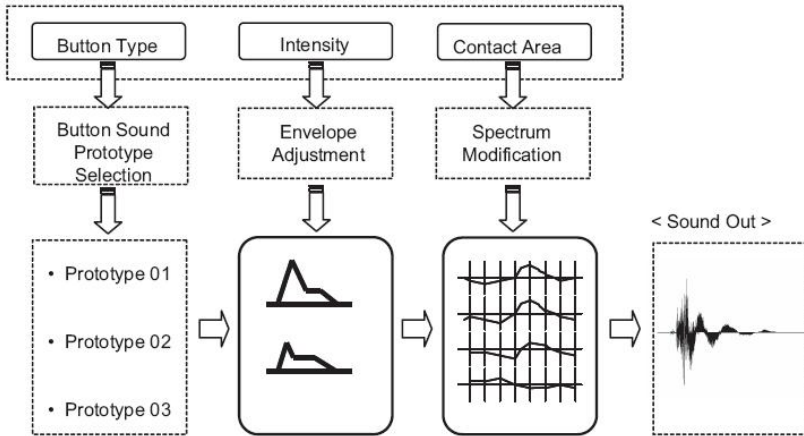 Button Type
Intensity
Contact Area
Button Sound
Prototype
Selection
Envelope
Adjustment
Spectrum
Modification
< Sound Out >
• Prototype 01
• Prototype 02
• Prototype 03